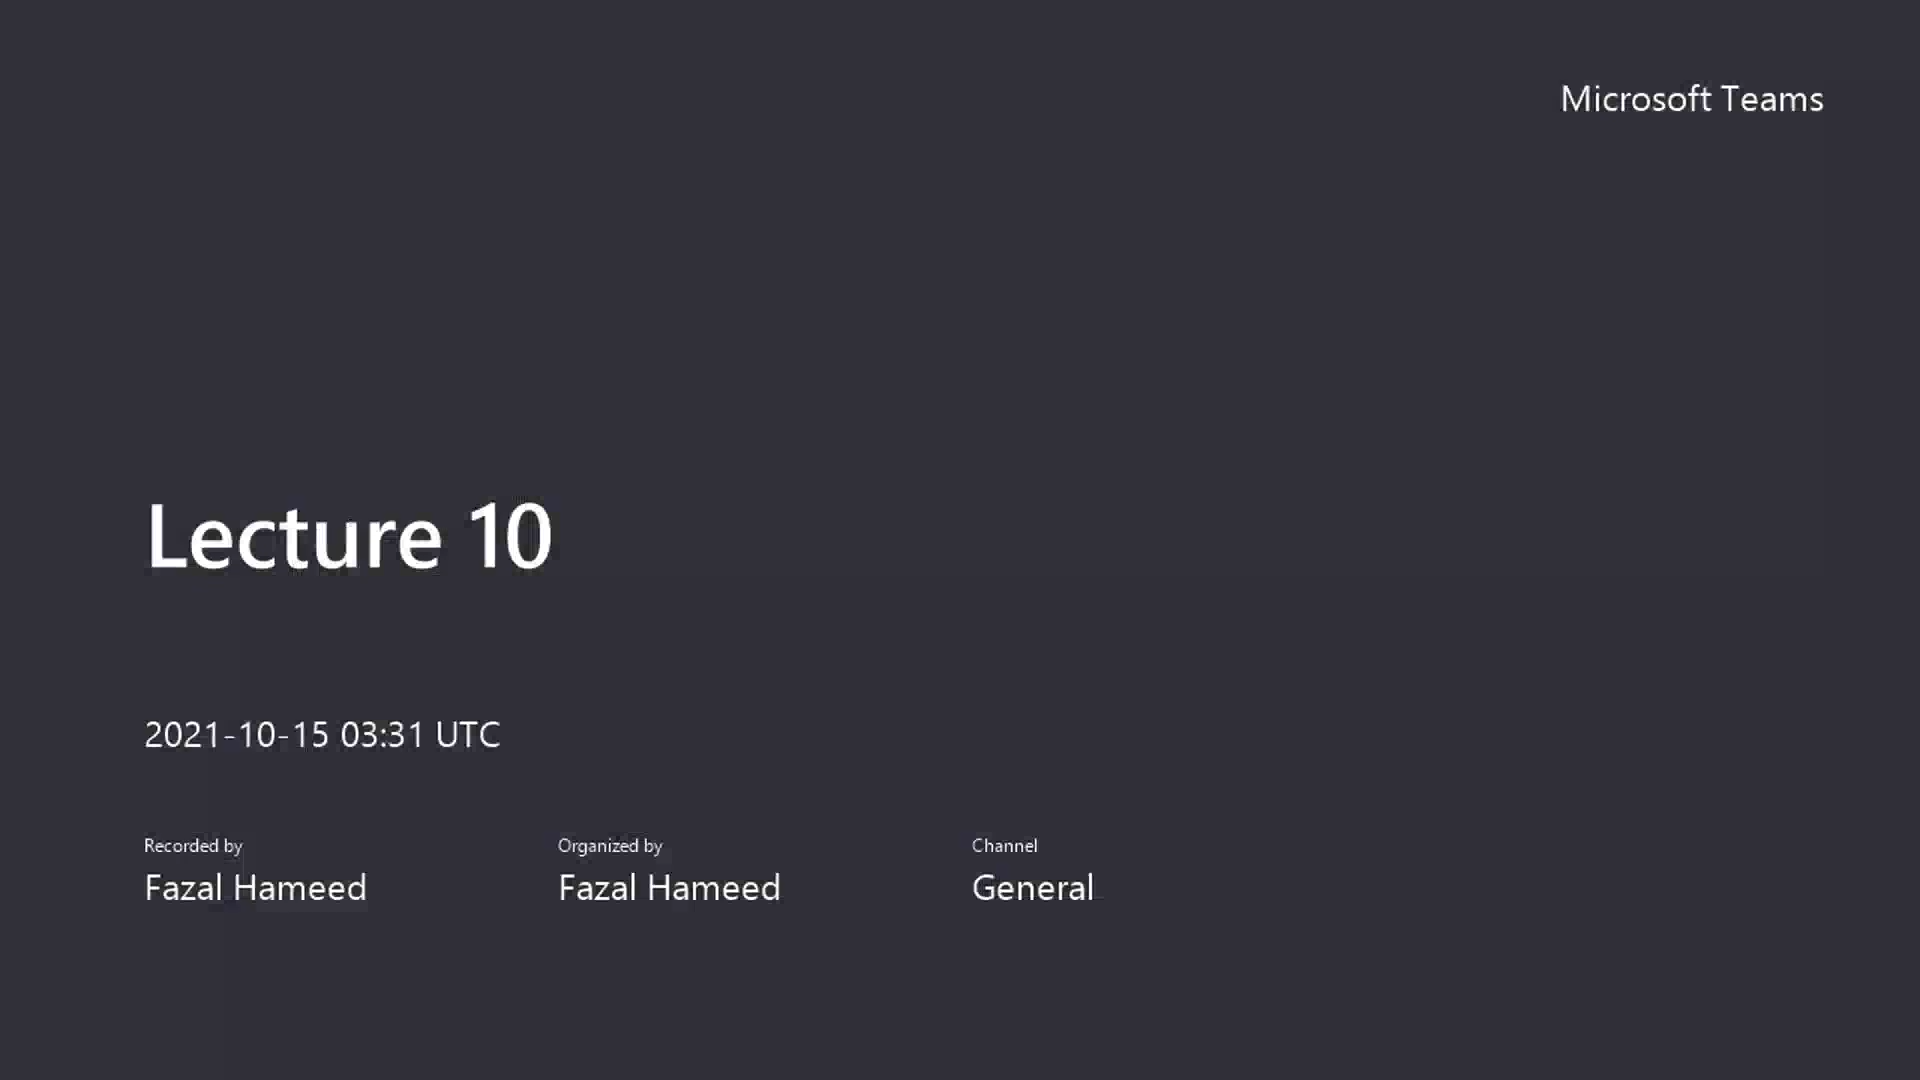 Microsoft Teams
Lecture 10
2021-10-15 03:31 UTC
Recorded by
Fazal Hameed
Organized by
Fazal Hameed
Channel
General